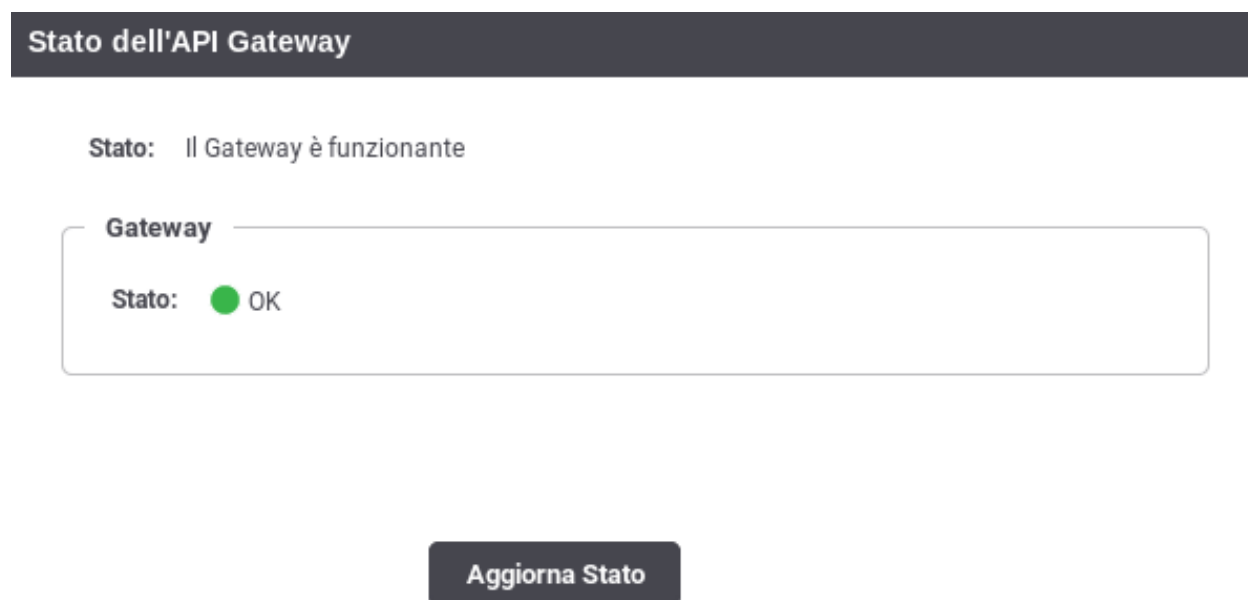 Stato dell'API Gateway
Stato: Il Gateway è funzionante
Gateway
Stato: OK
Aggiorna Stato